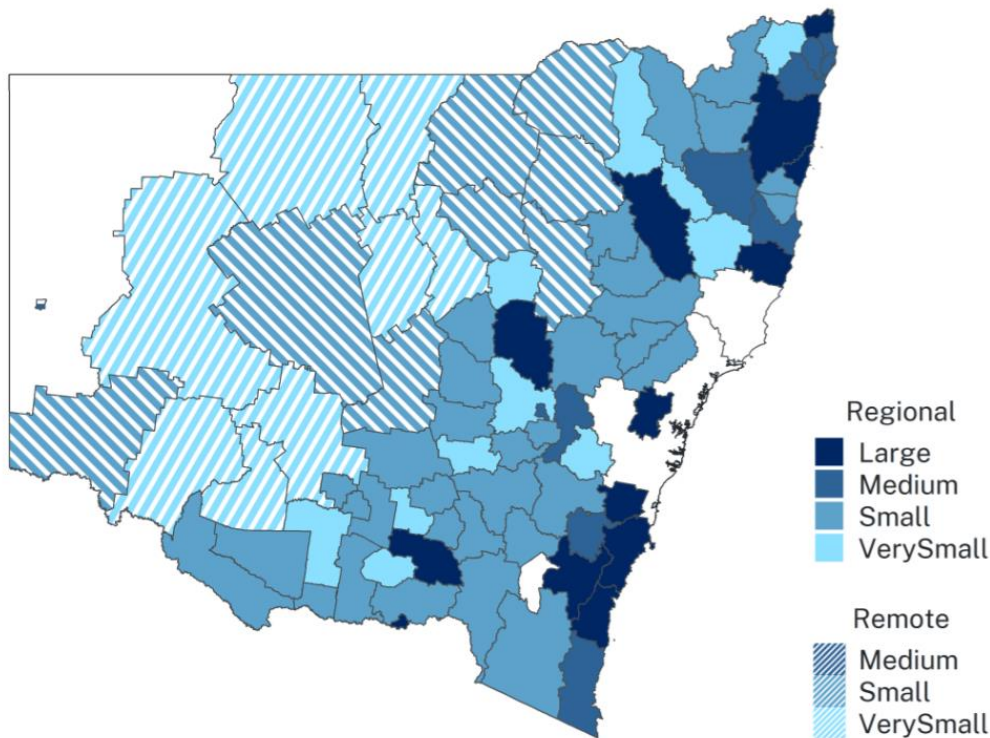 Regional
Large
Medium
Small
VerySmall
Remote
Medium
Small
VerySmall